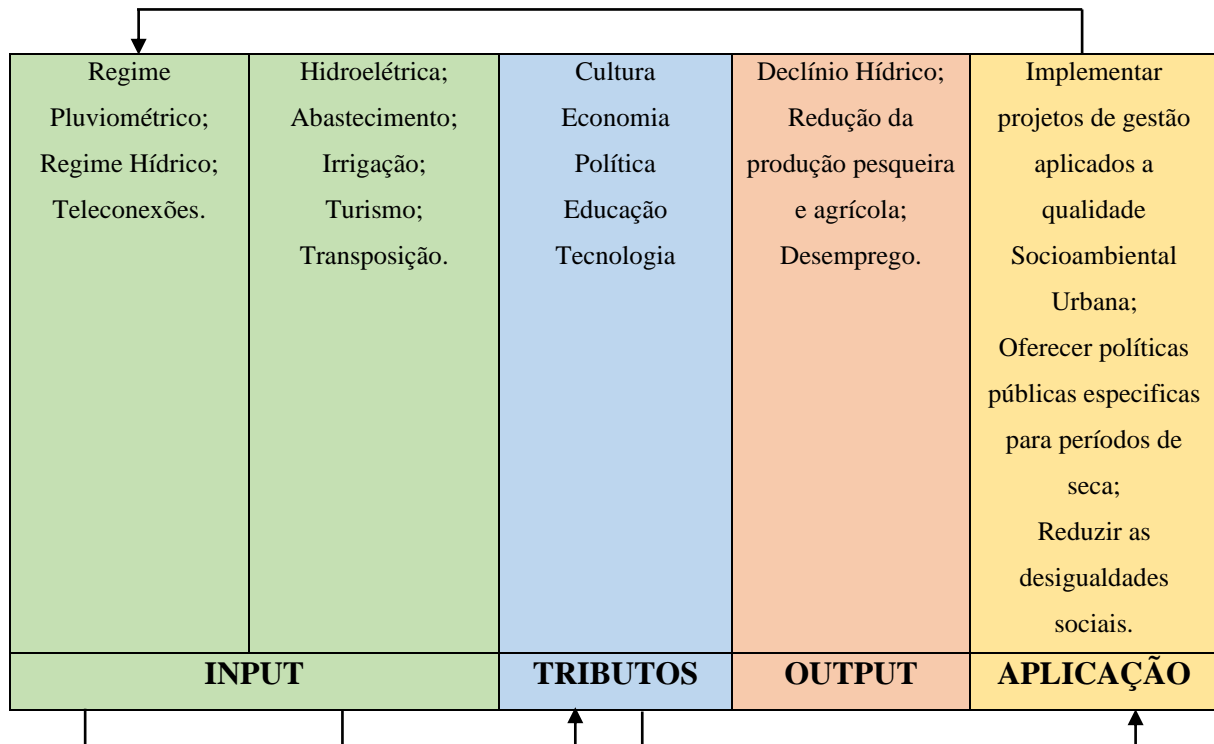 Regime
Pluviométrico;
Regime Hídrico;
Teleconexões.
Hidroelétrica;
Abastecimento;
Irrigação;
Turismo;
Transposição.
Cultura
Economia
Política
Educação
Tecnologia
Declínio Hídrico;
Redução da
produção pesqueira
e agrícola;
Desemprego.
Implementar
projetos de gestão
aplicados a
qualidade
Socioambiental
Urbana;
Oferecer políticas
públicas especificas
para períodos de
seca;
Reduzir as
desigualdades
sociais.
INPUT
TRIBUTOS
OUTPUT
APLICAÇÃO